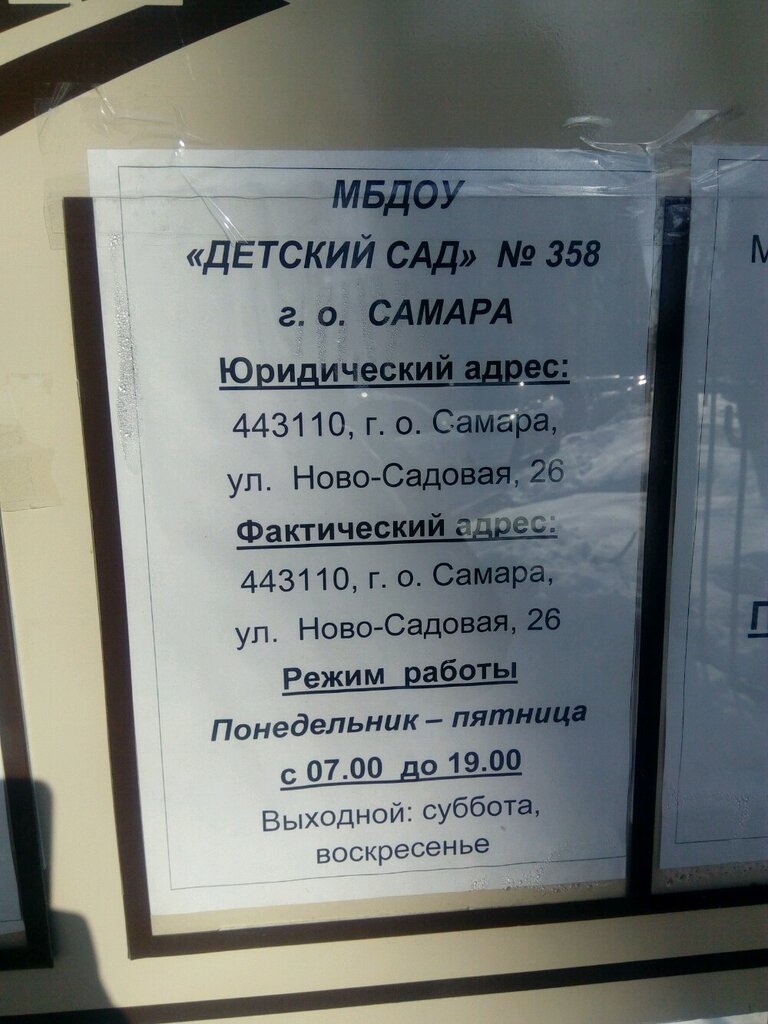 МБДОУ
«ДЕТСКИЙ САД» № 358
г. о. САМАРА
Юридический адрес:
443110, г. о. Самара,
ул. Ново-Садовая, 26
Фактический адрес:
443110, г. о. Самара,
ул. Ново-Садовая, 26
Режим работы
Понедельник – пятница
с 07.00 до 19.00
Выходной: суббота,
воскресенье